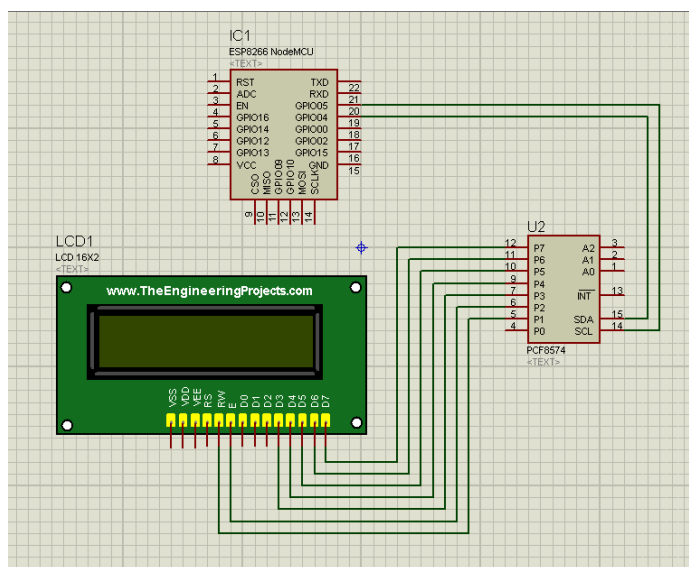 IC1
ESP8266 NodeMCU
<TEXT>
1 RST TXD 22
2 ADC RXD 21
3 EN GPIO05 20
4 GPIO16 GPIO04 19
5 GPIO14 GPIO00 18
6 GPIO12 GPIO02 17
7 GPIO13 GPIO15 16
8 VCC GND 15
CSO MISO GPIO09 GPIO10 MOSI SCLK
9 10 11 12 13 14
LCD1
LCD 16X2
<TEXT>
www.TheEngineeringProjects.com
VSS VDD VEE RS RW E D0 D1 D2 D3 D4 D5 D6 D7
U2
12 P7 A2 3
11 P6 A1 2
10 P5 A0 1
9 P4
7 P3 INT 13
6 P2
5 P1 SDA 15
4 P0 SCL 14
PCF8574
<TEXT>